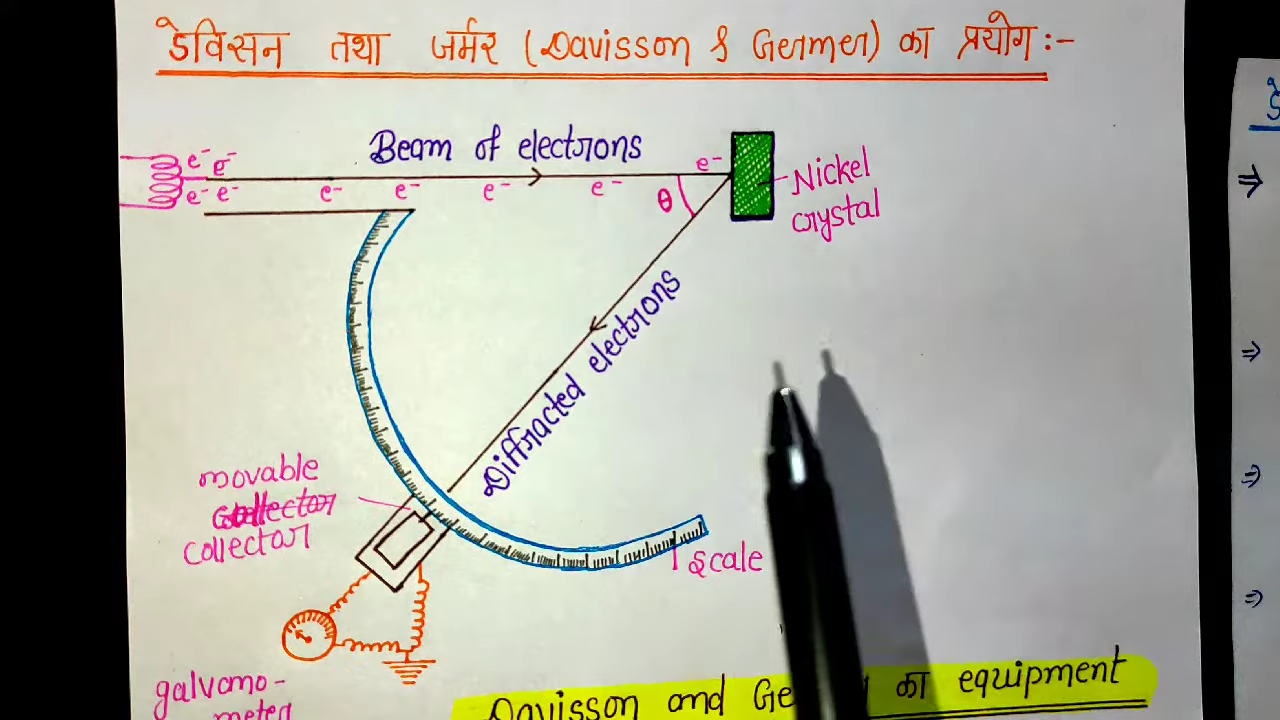 डेविसन तथा जर्मर (Davisson & Germer) का प्रयोग :-
Beam of electrons
e- e-
e- e- e- e- e- e- e-
θ
Nickel
crystal
Diffracted electrons
movable
collector
scale
galvano-
meter
Davisson and Ge का equipment